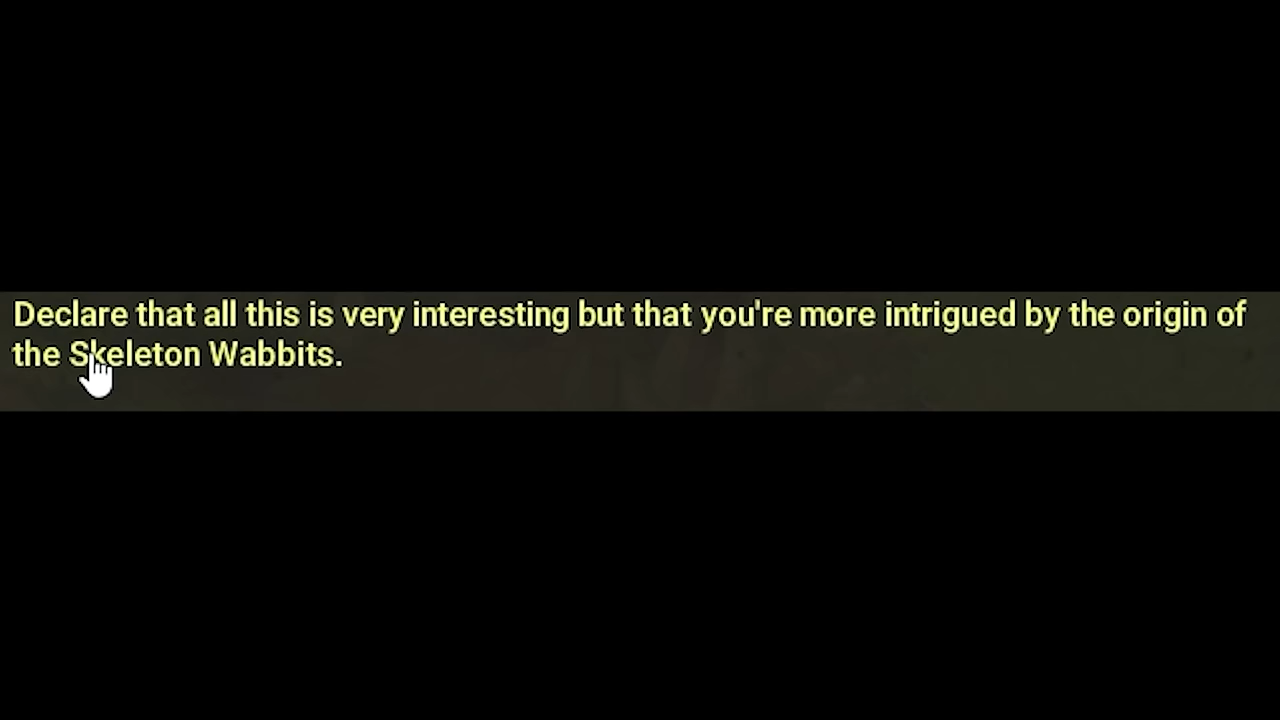 Declare that all this is very interesting but that you're more intrigued by the origin of
the Skeleton Wabbits.